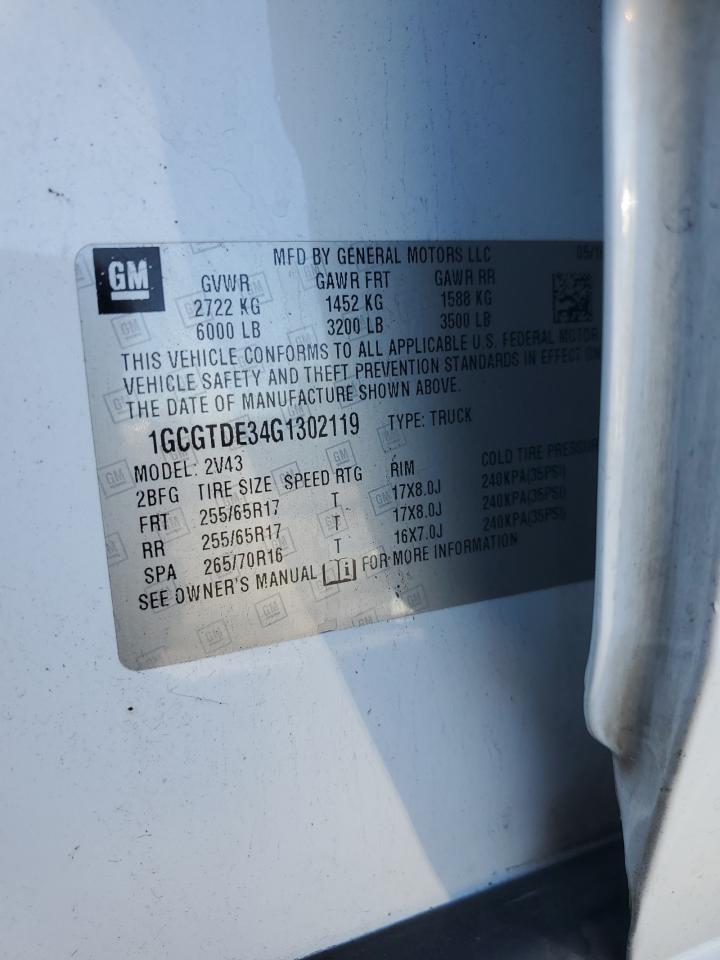 GM
MFD BY GENERAL MOTORS LLC 05/1
GVWR GAWR FRT GAWR RR
2722 KG 1452 KG 1588 KG
6000 LB 3200 LB 3500 LB
THIS VEHICLE CONFORMS TO ALL APPLICABLE U.S. FEDERAL MOTOR
VEHICLE SAFETY AND THEFT PREVENTION STANDARDS IN EFFECT ON
THE DATE OF MANUFACTURE SHOWN ABOVE.
1GCGTDE34G1302119 TYPE: TRUCK
MODEL: 2V43
2BFG TIRE SIZE SPEED RTG RIM COLD TIRE PRESSURE
FRT 255/65R17 T 17X8.0J 240KPA(35PSI)
RR 255/65R17 T 17X8.0J 240KPA(35PSI)
SPA 265/70R16 T 16X7.0J 240KPA(35PSI)
SEE OWNER'S MANUAL FOR MORE INFORMATION